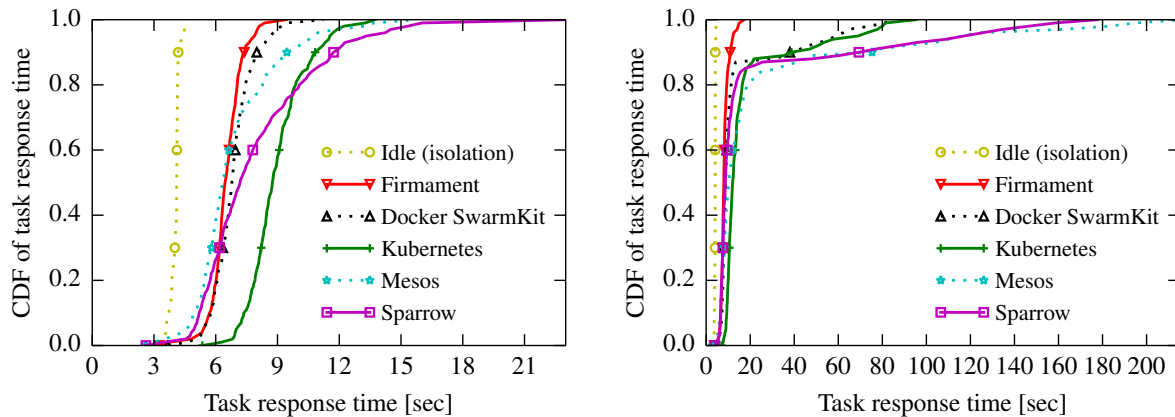 CDF of task response time
1.0
0.8
0.6
0.4
0.2
0.0
Idle (isolation)
Firmament
Docker SwarmKit
Kubernetes
Mesos
Sparrow
0 3 6 9 12 15 18 21
Task response time [sec]
CDF of task response time
1.0
0.8
0.6
0.4
0.2
0.0
Idle (isolation)
Firmament
Docker SwarmKit
Kubernetes
Mesos
Sparrow
0 20 40 60 80 100 120 140 160 180 200
Task response time [sec]